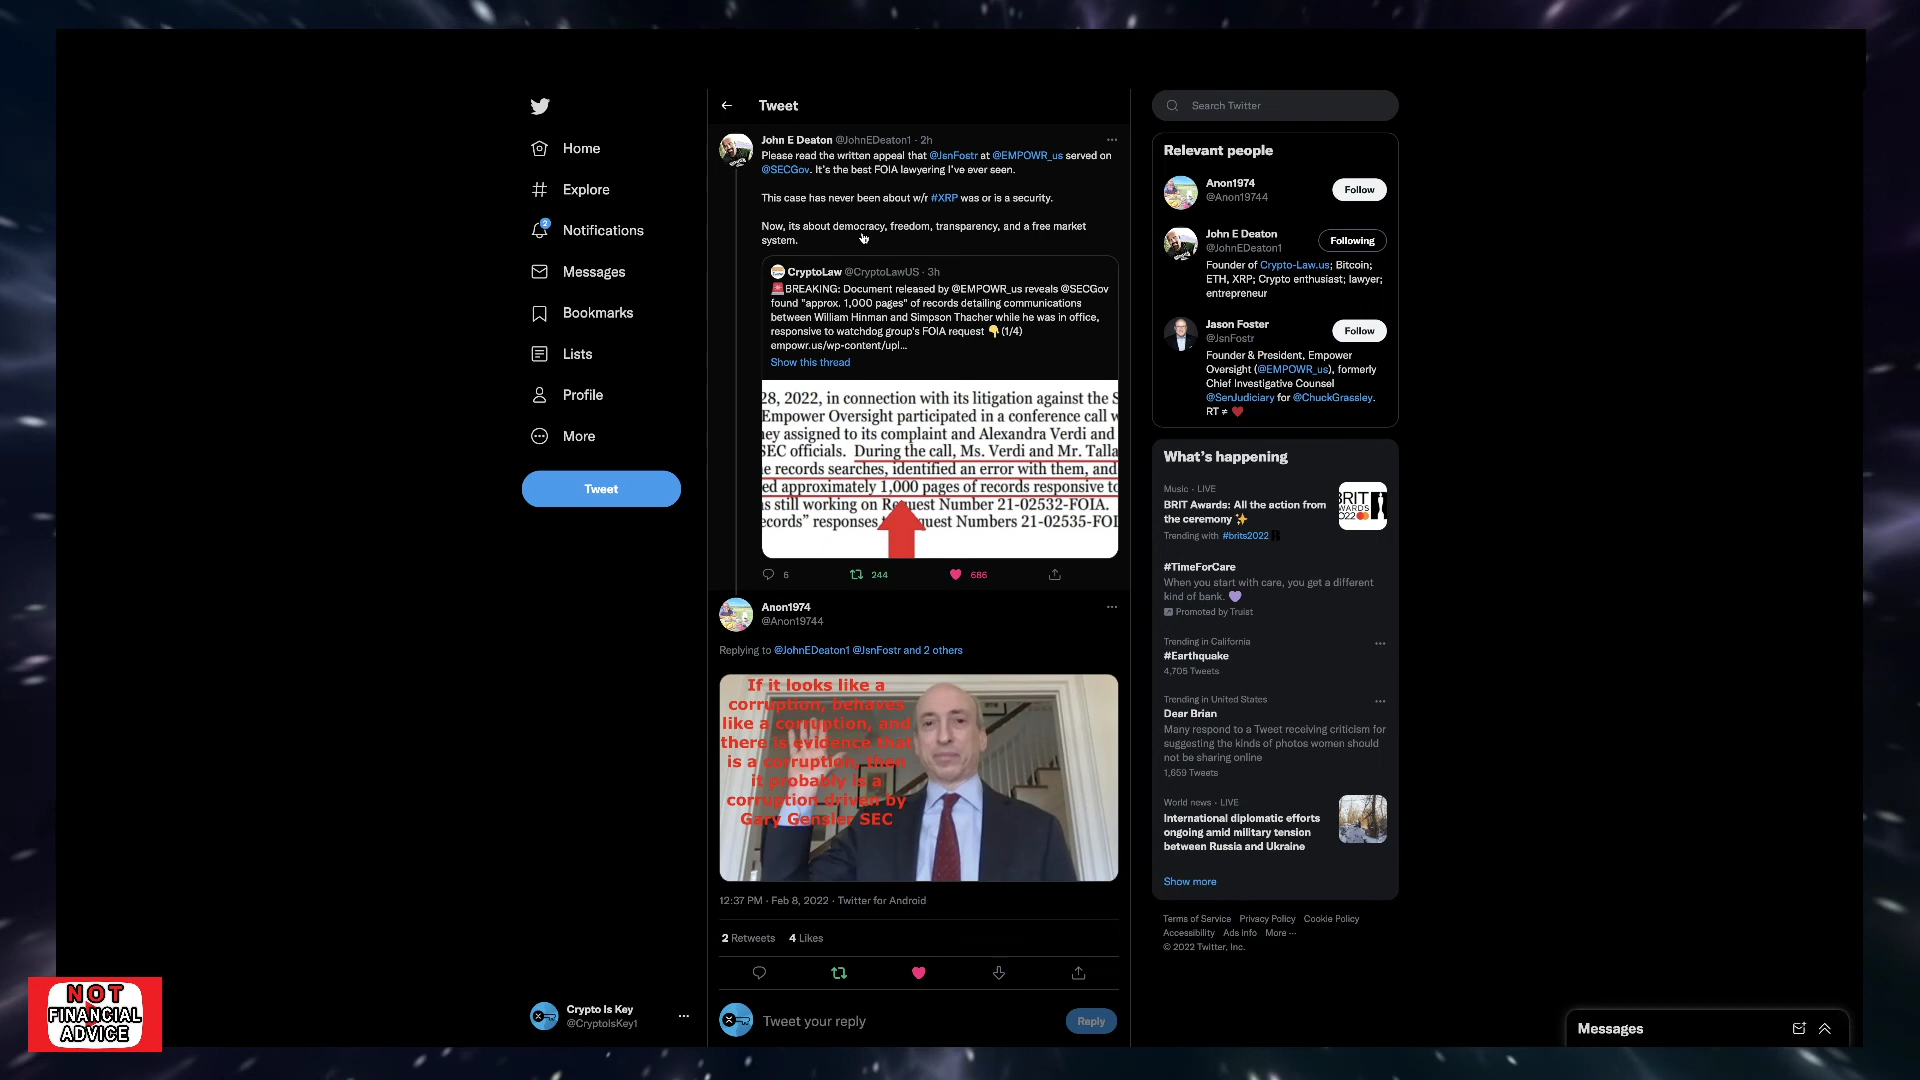 Home
Explore
2
Notifications
Messages
Bookmarks
Lists
Profile
More
Tweet
Crypto Is Key
@CryptoIsKey1
NOT
FINANCIAL
ADVICE
Tweet
John E Deaton @JohnEDeaton1 · 2h
Please read the written appeal that @JsnFostr at @EMPOWR_us served on
@SECGov. It's the best FOIA lawyering I've ever seen.
This case has never been about w/r #XRP was or is a security.
Now, its about democracy, freedom, transparency, and a free market
system.
CryptoLaw @CryptoLawUS · 3h
🚨BREAKING: Document released by @EMPOWR_us reveals @SECGov
found "approx. 1,000 pages" of records detailing communications
between William Hinman and Simpson Thacher while he was in office,
responsive to watchdog group's FOIA request 👇(1/4)
empowr.us/wp-content/upl...
Show this thread
28, 2022, in connection with its litigation against the S
Empower Oversight participated in a conference call w
ey assigned to its complaint and Alexandra Verdi and
SEC officials. During the call, Ms. Verdi and Mr. Talla
e records searches, identified an error with them, and
ed approximately 1,000 pages of records responsive to
s still working on Request Number 21-02532-FOIA.
ecords" responses quest Numbers 21-02535-FOI
6 244 686
Anon1974
@Anon19744
Replying to @JohnEDeaton1 @JsnFostr and 2 others
If it looks like a
corruption, behaves
like a corruption, and
there is evidence that
is a corruption, then
it probably is a
corruption driven by
Gary Gensler SEC
12:37 PM · Feb 8, 2022 · Twitter for Android
2 Retweets 4 Likes
Tweet your reply
Reply
Search Twitter
Relevant people
Anon1974
@Anon19744
Follow
John E Deaton
@JohnEDeaton1
Following
Founder of Crypto-Law.us; Bitcoin;
ETH, XRP; Crypto enthusiast; lawyer;
entrepreneur
Jason Foster
@JsnFostr
Follow
Founder & President, Empower
Oversight (@EMPOWR_us), formerly
Chief Investigative Counsel
@SenJudiciary for @ChuckGrassley.
RT ≠ ❤️
What's happening
Music · LIVE
BRIT Awards: All the action from
the ceremony ✨
Trending with #brits2022
BRIT
AWARDS
2022
#TimeForCare
When you start with care, you get a different
kind of bank. 💜
Promoted by Truist
Trending in California
#Earthquake
4,705 Tweets
Trending in United States
Dear Brian
Many respond to a Tweet receiving criticism for
suggesting the kinds of photos women should
not be sharing online
1,659 Tweets
World news · LIVE
International diplomatic efforts
ongoing amid military tension
between Russia and Ukraine
Show more
Terms of Service Privacy Policy Cookie Policy
Accessibility Ads info More ···
© 2022 Twitter, Inc.
Messages